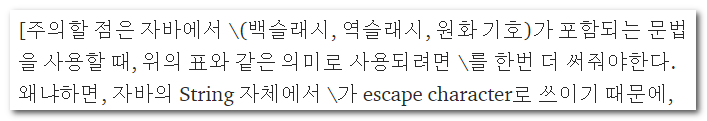 [주의할 점은 자바에서 \(백슬래시, 역슬래시, 원화 기호)가 포함되는 문법
을 사용할 때, 위의 표와 같은 의미로 사용되려면 \를 한번 더 써줘야한다.
왜냐하면, 자바의 String 자체에서 \가 escape character로 쓰이기 때문에,